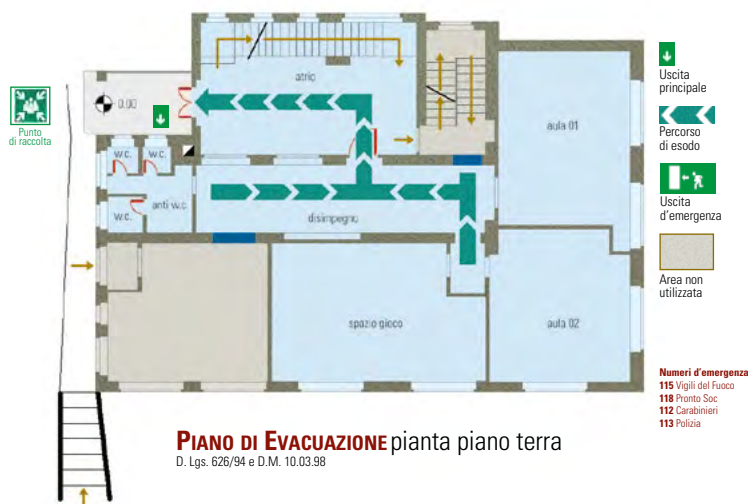 Punto
di raccolta
0.00
atrio
w.c.
w.c.
w.c.
anti w.c.
disimpegno
aula 01
spazio gioco
aula 02
Uscita
principale
Percorso
di esodo
Uscita
d'emergenza
Area non
utilizzata
Numeri d'emergenza
115 Vigili del Fuoco
118 Pronto Soc
112 Carabinieri
113 Polizia
PIANO DI EVACUAZIONE pianta piano terra
D. Lgs. 626/94 e D.M. 10.03.98